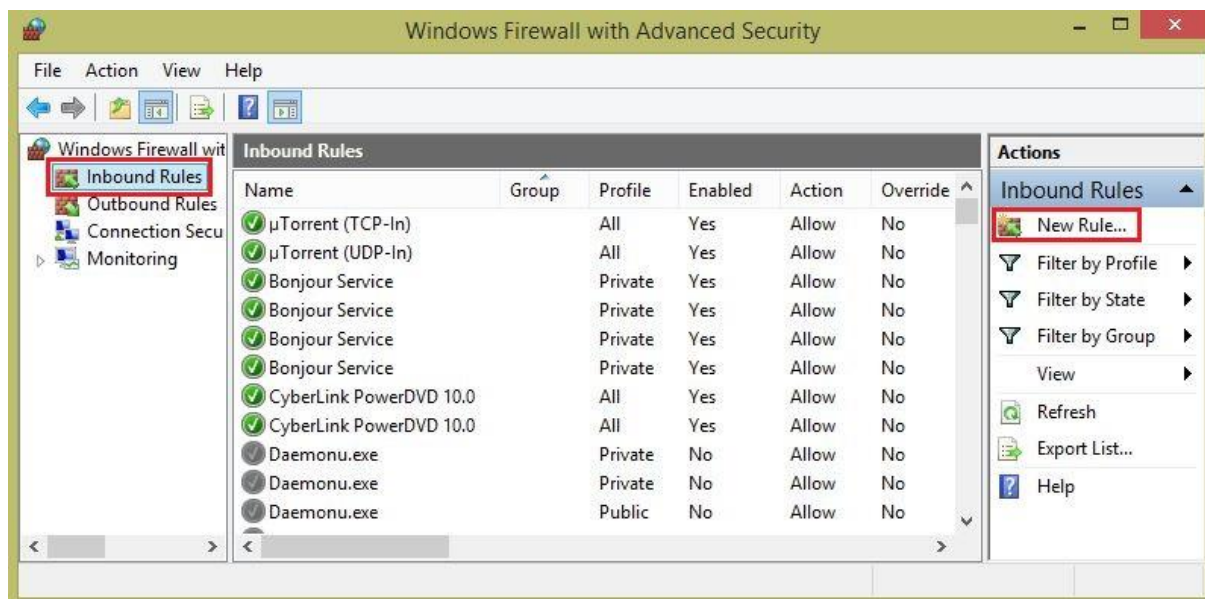 Windows Firewall with Advanced Security
File Action View Help
Windows Firewall wit
Inbound Rules
Outbound Rules
Connection Secu
Monitoring
Inbound Rules
Name Group Profile Enabled Action Override
µTorrent (TCP-In) All Yes Allow No
µTorrent (UDP-In) All Yes Allow No
Bonjour Service Private Yes Allow No
Bonjour Service Private Yes Allow No
Bonjour Service Private Yes Allow No
Bonjour Service Private Yes Allow No
CyberLink PowerDVD 10.0 All Yes Allow No
CyberLink PowerDVD 10.0 All Yes Allow No
Daemonu.exe Private No Allow No
Daemonu.exe Private No Allow No
Daemonu.exe Public No Allow No
Actions
Inbound Rules
New Rule...
Filter by Profile
Filter by State
Filter by Group
View
Refresh
Export List...
Help